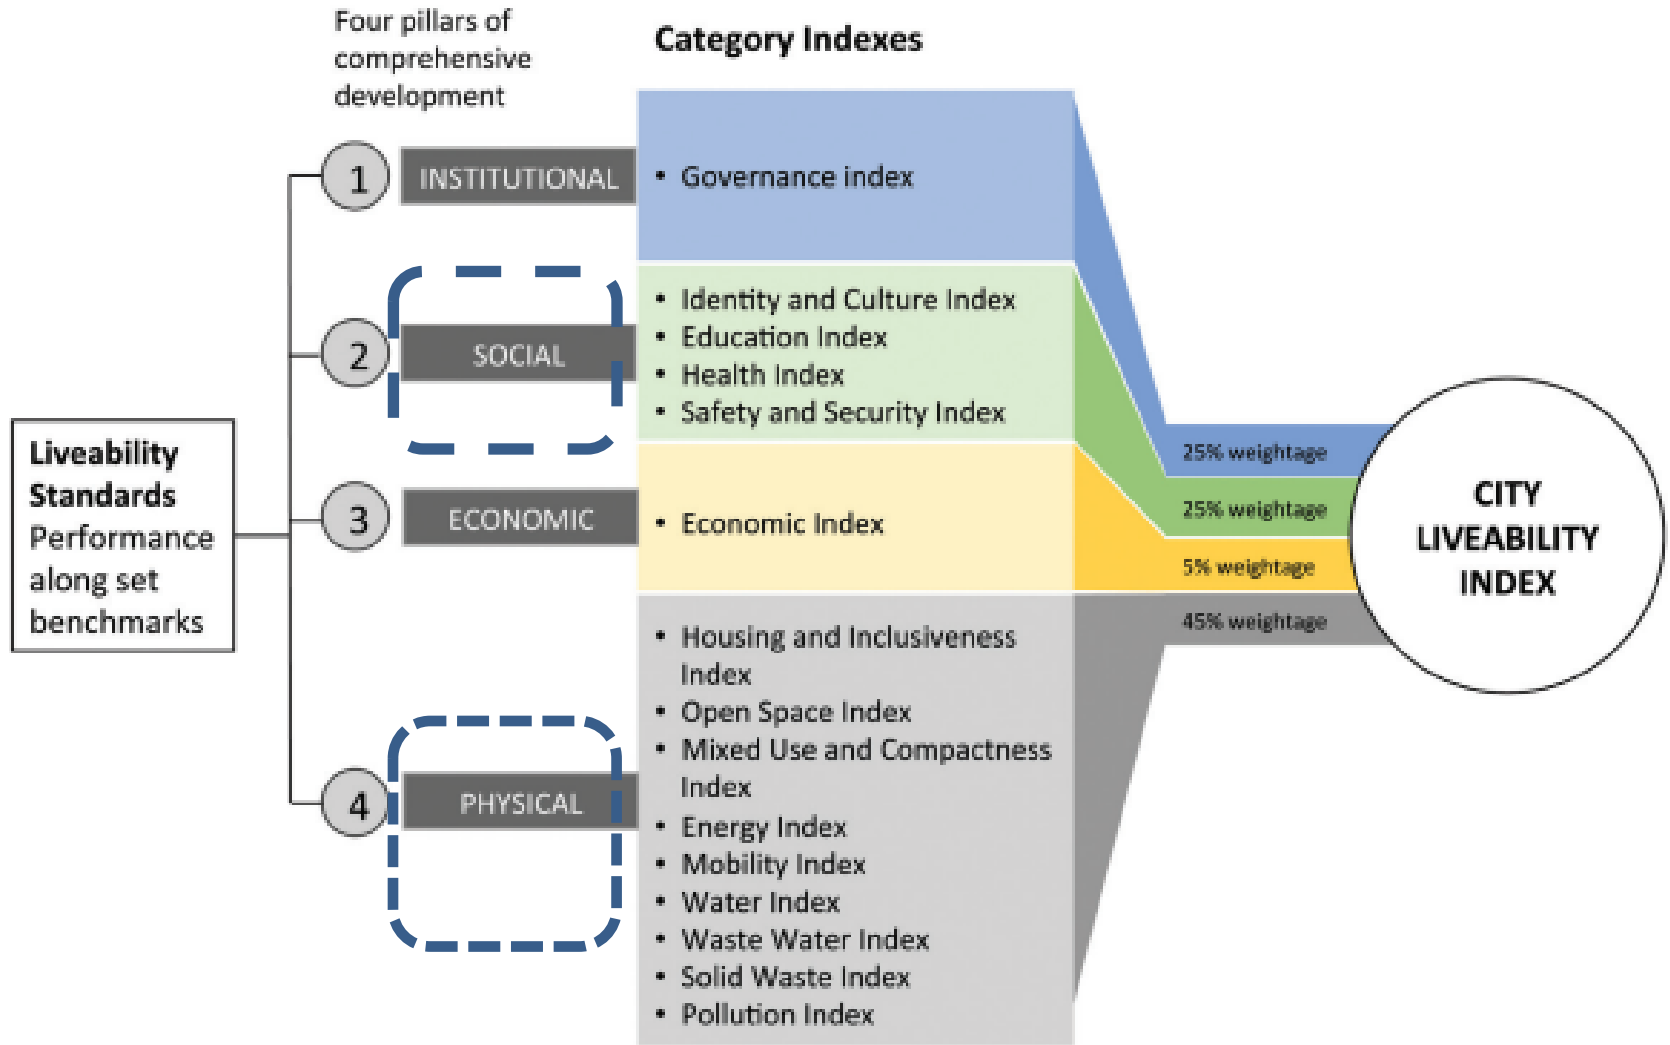 Four pillars of
comprehensive
development
Category Indexes
1
INSTITUTIONAL
• Governance index
2
SOCIAL
• Identity and Culture Index
• Education Index
• Health Index
• Safety and Security Index
Liveability
Standards
Performance
along set
benchmarks
3
ECONOMIC
• Economic Index
4
PHYSICAL
• Housing and Inclusiveness
Index
• Open Space Index
• Mixed Use and Compactness
Index
• Energy Index
• Mobility Index
• Water Index
• Waste Water Index
• Solid Waste Index
• Pollution Index
25% weightage
25% weightage
5% weightage
45% weightage
CITY
LIVEABILITY
INDEX